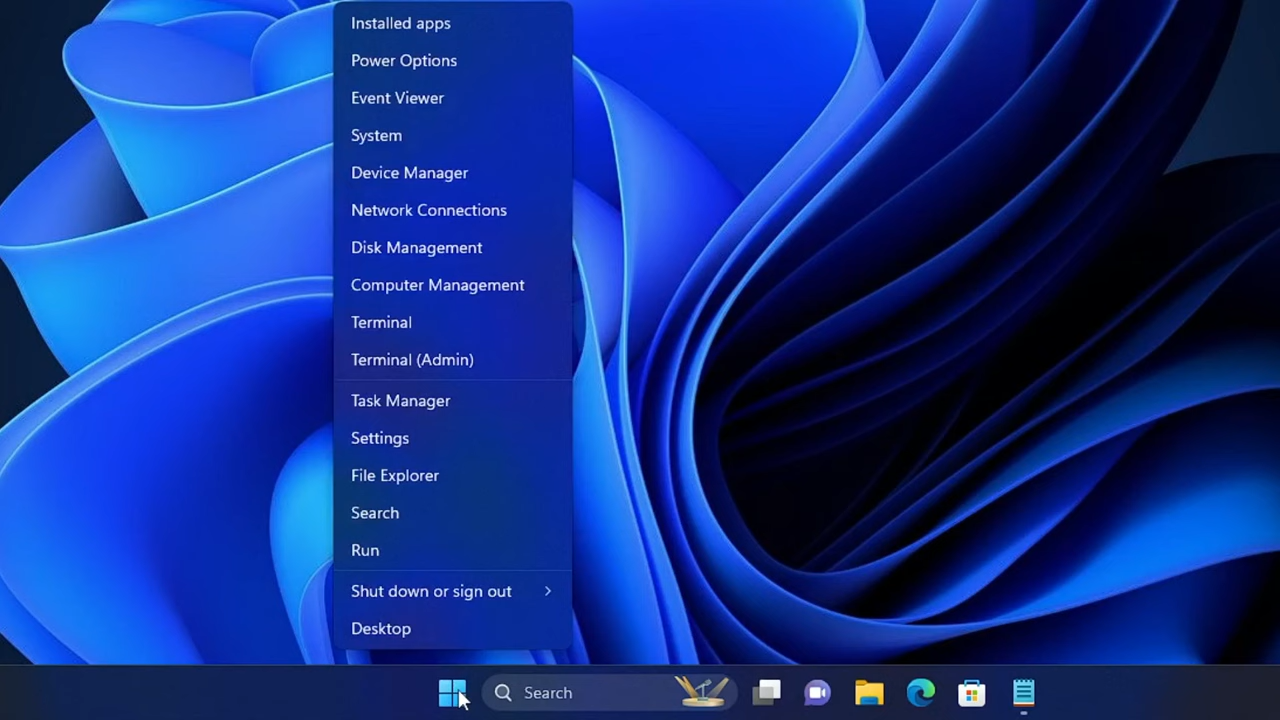 Installed apps
Power Options
Event Viewer
System
Device Manager
Network Connections
Disk Management
Computer Management
Terminal
Terminal (Admin)
Task Manager
Settings
File Explorer
Search
Run
Shut down or sign out
Desktop
Search